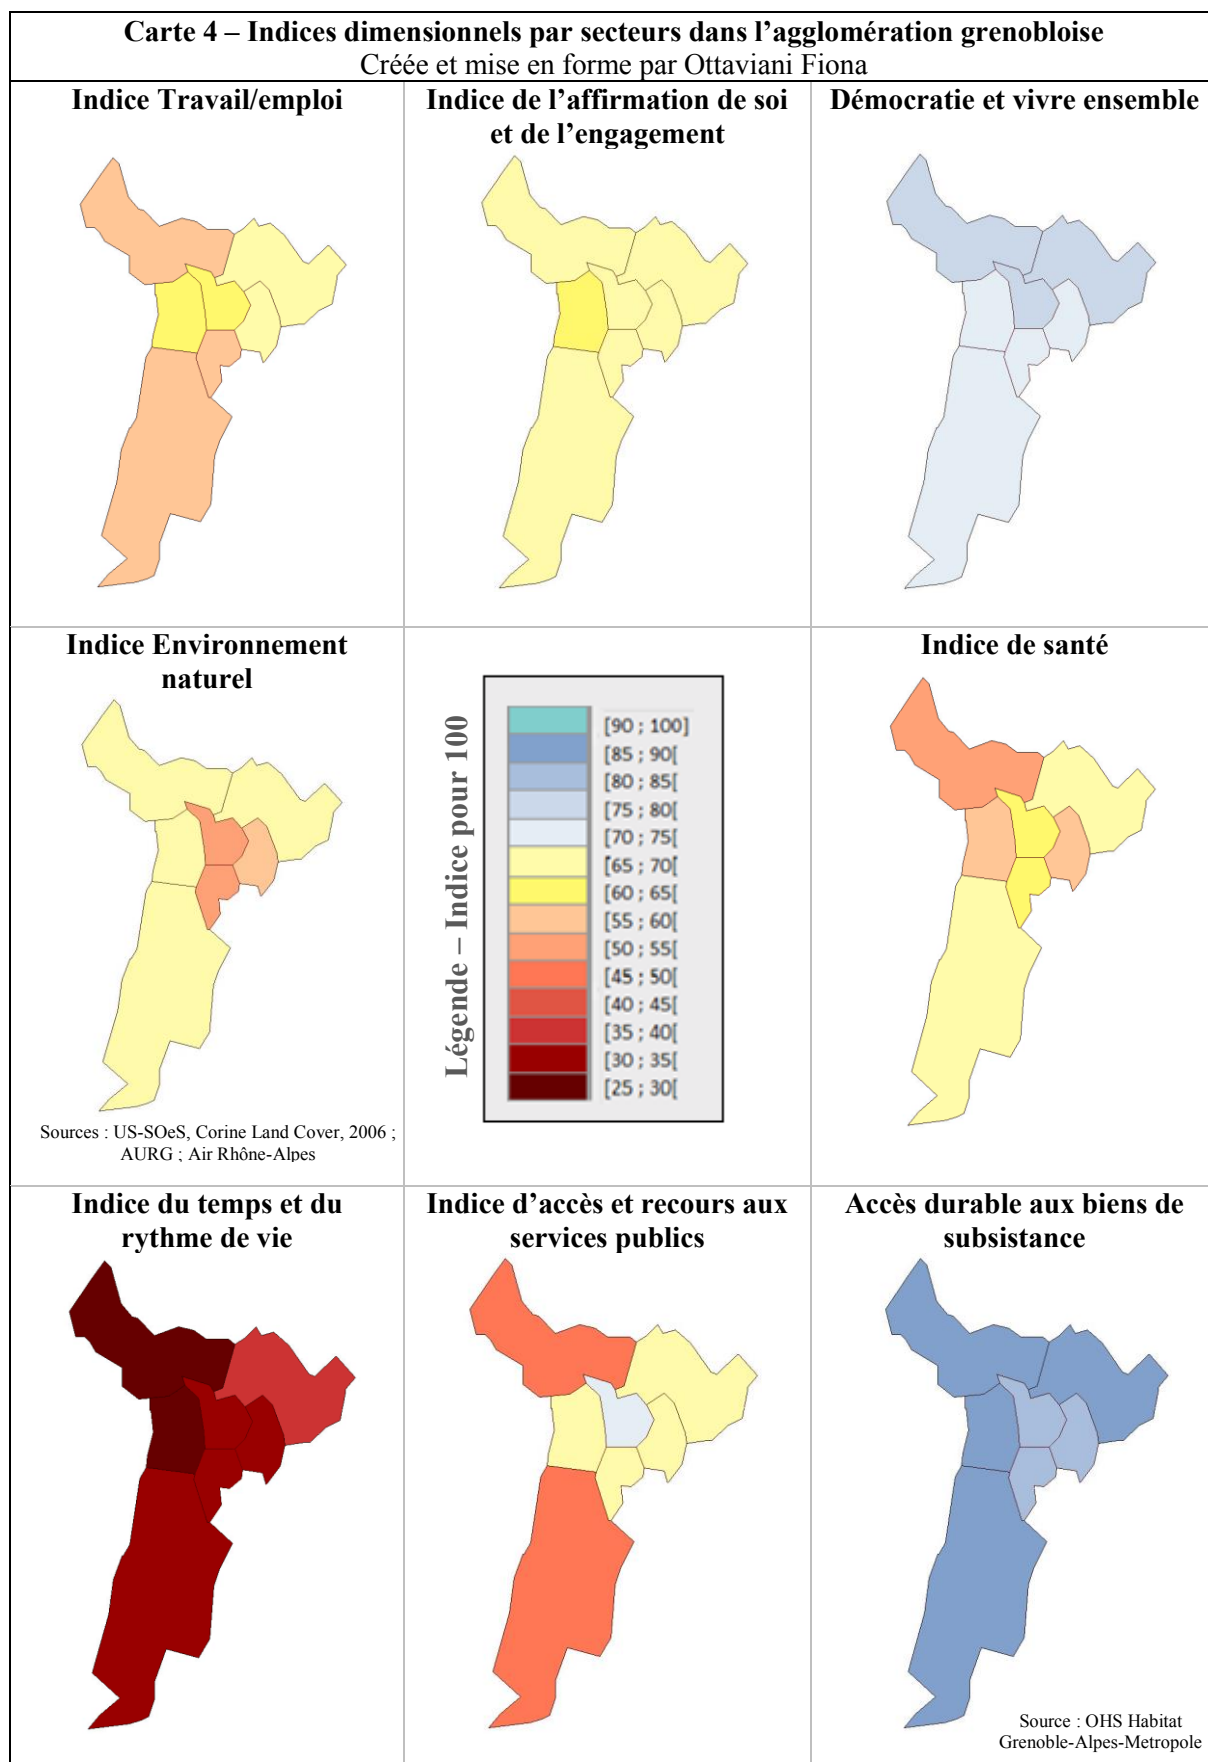 Carte 4 – Indices dimensionnels par secteurs dans l’agglomération grenobloise
Créée et mise en forme par Ottaviani Fiona
Indice Travail/emploi
Indice de l’affirmation de soi
et de l’engagement
Démocratie et vivre ensemble
Indice Environnement
naturel
Sources : US-SOeS, Corine Land Cover, 2006 ;
AURG ; Air Rhône-Alpes
Légende – Indice pour 100
[90 ; 100]
[85 ; 90[
[80 ; 85[
[75 ; 80[
[70 ; 75[
[65 ; 70[
[60 ; 65[
[55 ; 60[
[50 ; 55[
[45 ; 50[
[40 ; 45[
[35 ; 40[
[30 ; 35[
[25 ; 30[
Indice de santé
Indice du temps et du
rythme de vie
Indice d’accès et recours aux
services publics
Accès durable aux biens de
subsistance
Source : OHS Habitat
Grenoble-Alpes-Metropole